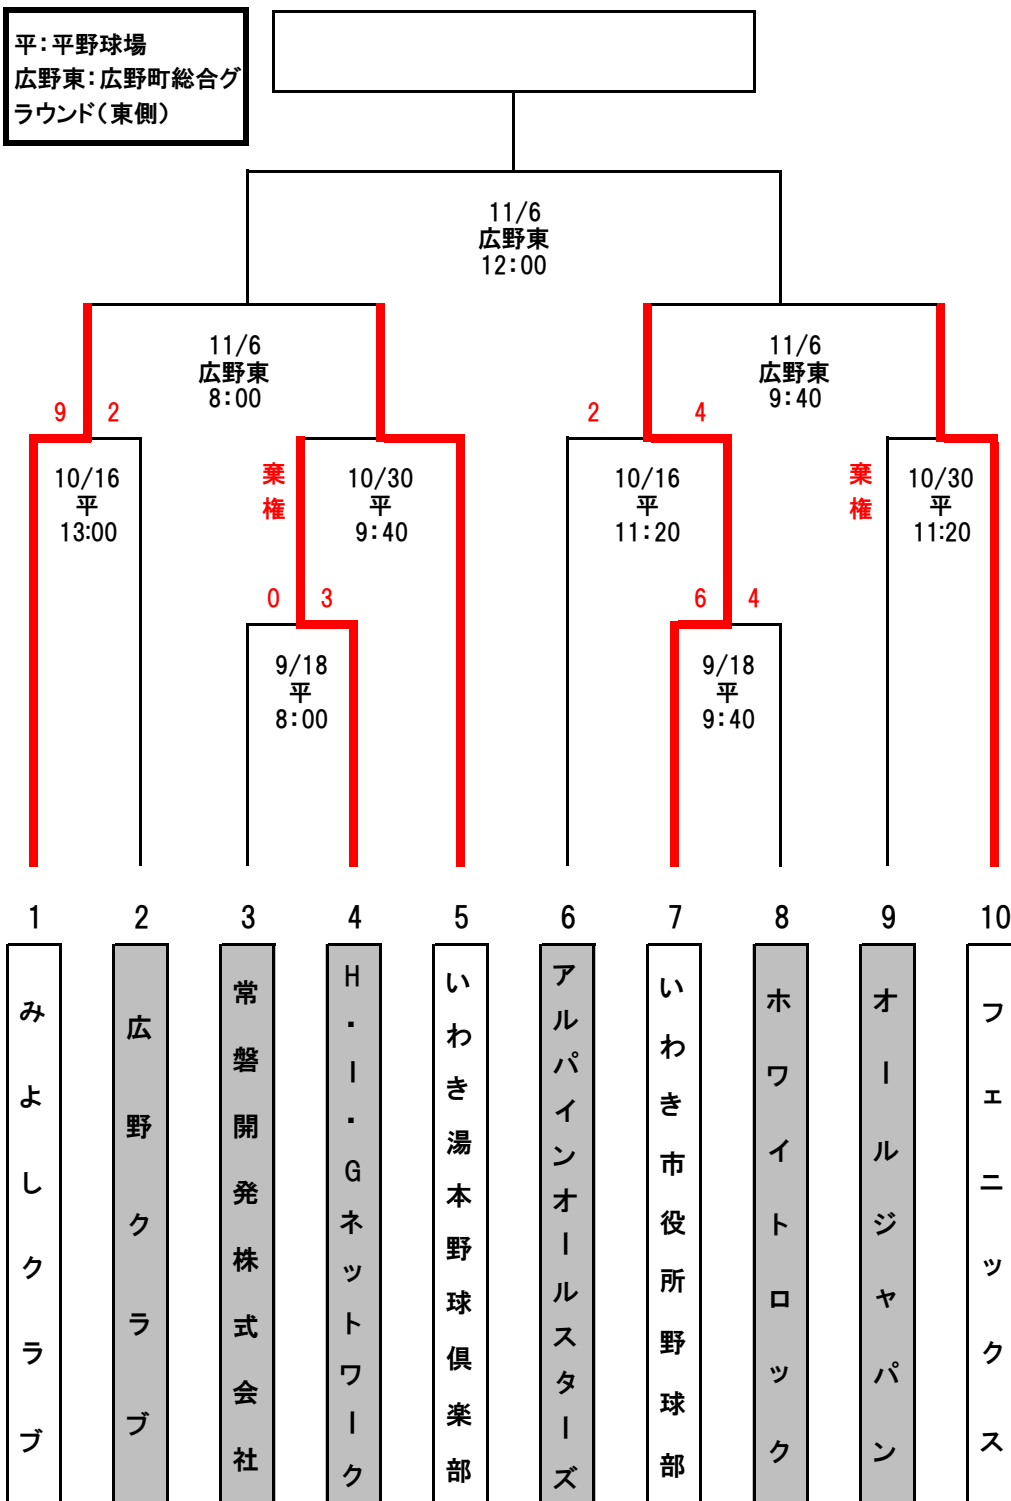 平：平野球場
広野東：広野町総合グ
ラウンド（東側）
11/6
広野東
12:00
11/6
広野東
8:00
11/6
広野東
9:40
9 2
2 4
10/16
平
13:00
棄権
10/30
平
9:40
10/16
平
11:20
棄権
10/30
平
11:20
0 3
6 4
9/18
平
8:00
9/18
平
9:40
1 2 3 4 5 6 7 8 9 10
みよしクラブ
広野クラブ
常磐開発株式会社
H・I・Gネットワーク
いわき湯本野球倶楽部
アルパインオールスターズ
いわき市役所野球部
ホワイトロック
オールジャパン
フェニックス